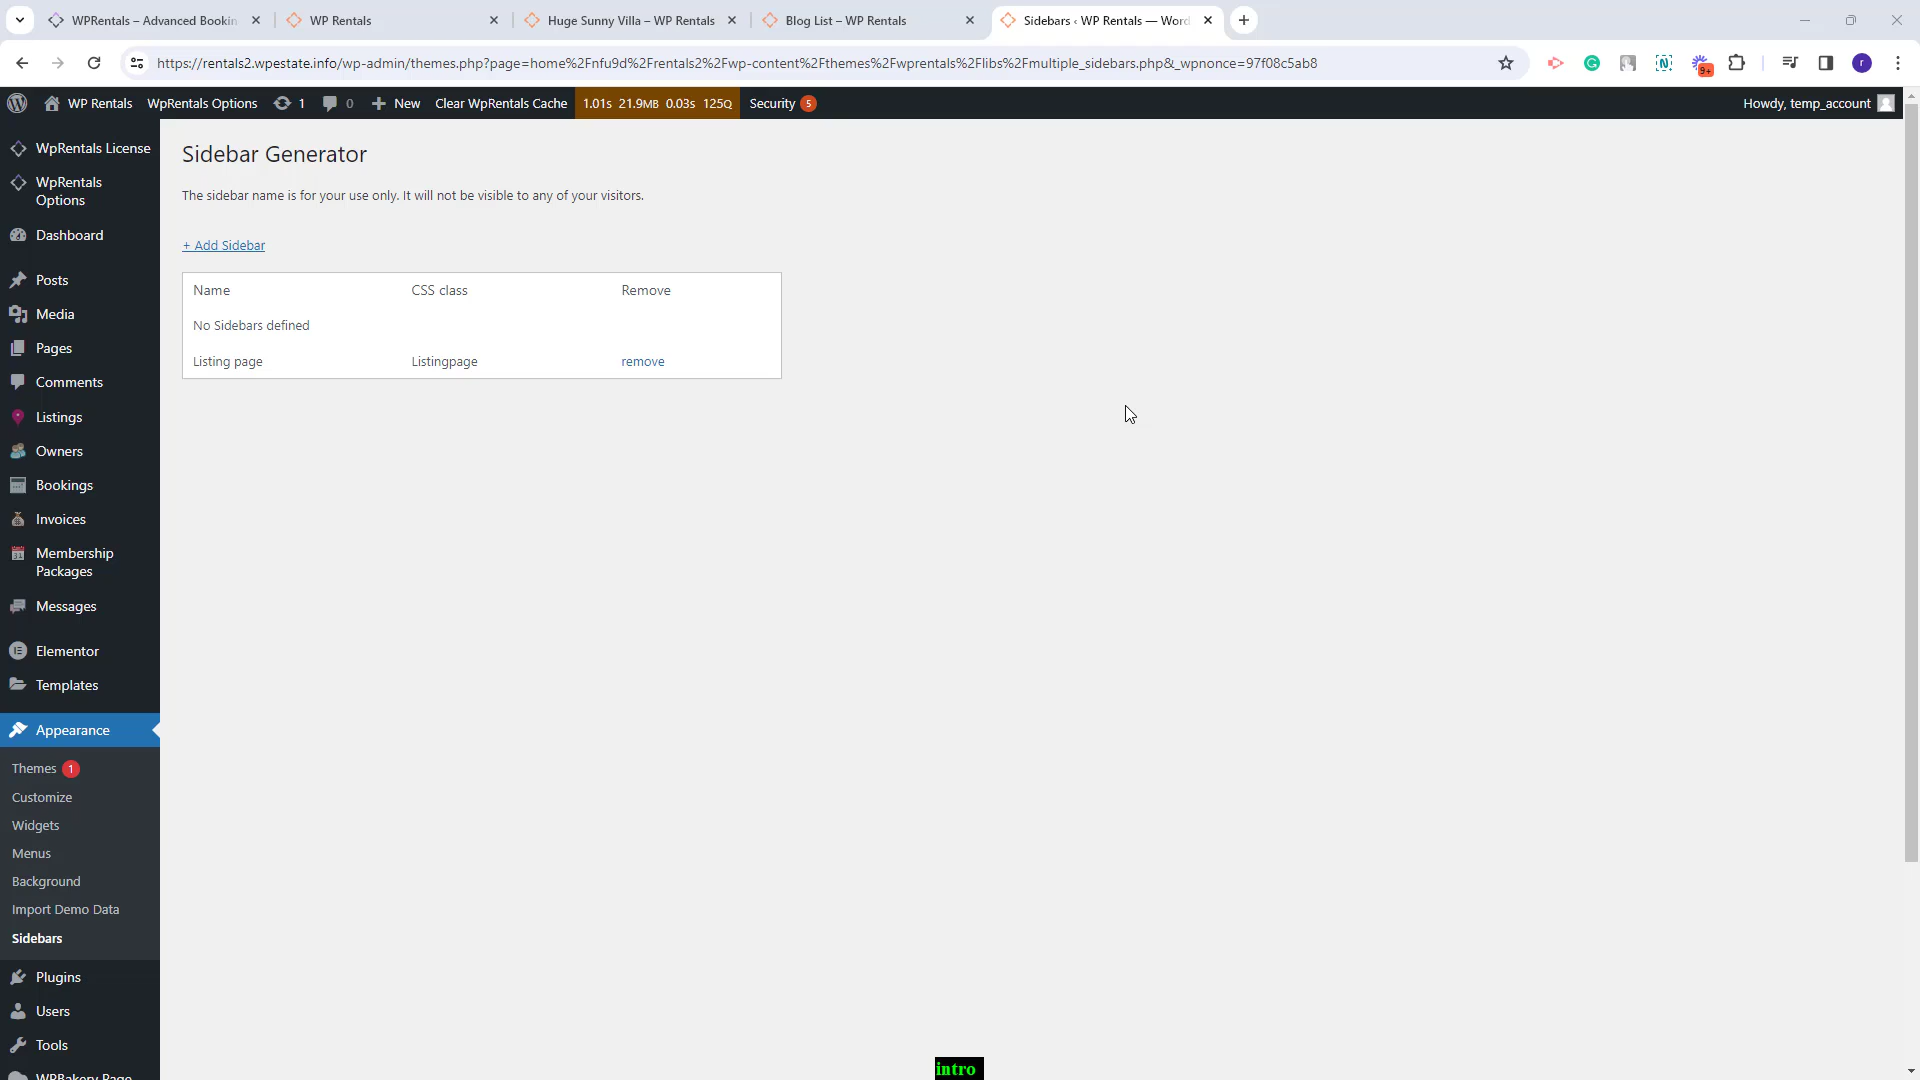 WPRentals – Advanced Bookin
WP Rentals
Huge Sunny Villa – WP Rentals
Blog List – WP Rentals
Sidebars ‹ WP Rentals — Word
https://rentals2.wpestate.info/wp-admin/themes.php?page=home%2Fnfu9d%2Frentals2%2Fwp-content%2Fthemes%2Fwprentals%2Flibs%2Fmultiple_sidebars.php&_wpnonce=97f08c5ab8
9+
r
WP Rentals
WpRentals Options
1
0
New
Clear WpRentals Cache
1.01s 21.9MB 0.03s 125Q
Security 5
Howdy, temp_account
WpRentals License
WpRentals
Options
Dashboard
Posts
Media
Pages
Comments
Listings
Owners
Bookings
Invoices
Membership
Packages
Messages
Elementor
Templates
Appearance
Themes 1
Customize
Widgets
Menus
Background
Import Demo Data
Sidebars
Plugins
Users
Tools
WPBakery Page
Sidebar Generator
The sidebar name is for your use only. It will not be visible to any of your visitors.
+ Add Sidebar
Name CSS class Remove
No Sidebars defined
Listing page Listingpage remove
intro